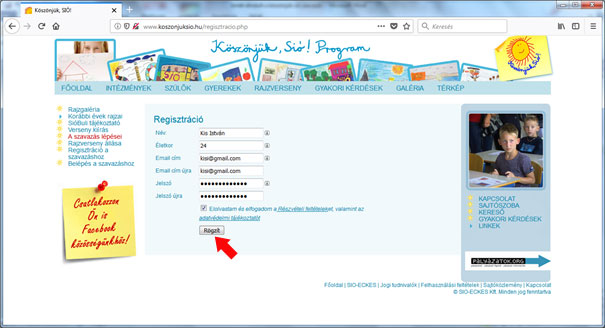 Köszönjük, SIÓ!
www.koszonjuksio.hu/regisztracio.php
Keresés
Köszönjük, Sió! Program
FŐOLDAL INTÉZMÉNYEK SZÜLŐK GYEREKEK RAJZVERSENY GYAKORI KÉRDÉSEK GALÉRIA TÉRKÉP
Rajzgaléria
Korábbi évek rajzai
SióBuli tájékoztató
Verseny kiírás
A szavazás lépései
Rajzverseny állása
Regisztráció a
szavazáshoz
Belépés a szavazáshoz
Csatlakozzon
Ön is
Facebook
közösségünkhöz!
Regisztráció
Név: Kis István
Életkor 24
Email cím kisi@gmail.com
Email cím újra kisi@gmail.com
Jelszó •••••••••••••
Jelszó újra •••••••••••••
Elolvastam és elfogadom a Részvételi feltételeket, valamint az
adatvédelmi tájékoztatót
Rögzít
KAPCSOLAT
SAJTÓSZOBA
KERESŐ
GYAKORI KÉRDÉSEK
LINKEK
PÁLYÁZATOK.ORG
Főoldal | SIÓ-ECKES | Jogi tudnivalók | Felhasználási feltételek | Sajtóközlemény | Kapcsolat
© SIÓ-ECKES Kft. Minden jog fenntartva